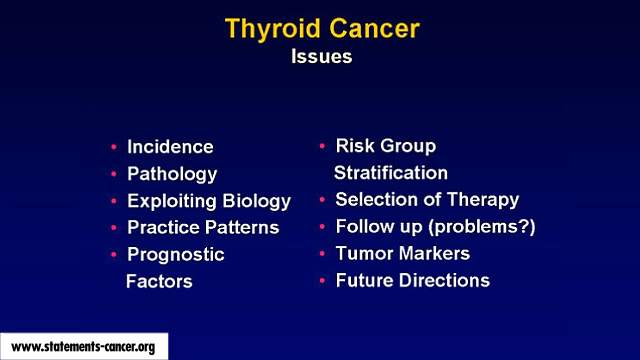 Thyroid Cancer
Issues
• Incidence
• Pathology
• Exploiting Biology
• Practice Patterns
• Prognostic
Factors
• Risk Group
Stratification
• Selection of Therapy
• Follow up (problems?)
• Tumor Markers
• Future Directions
www.statements-cancer.org